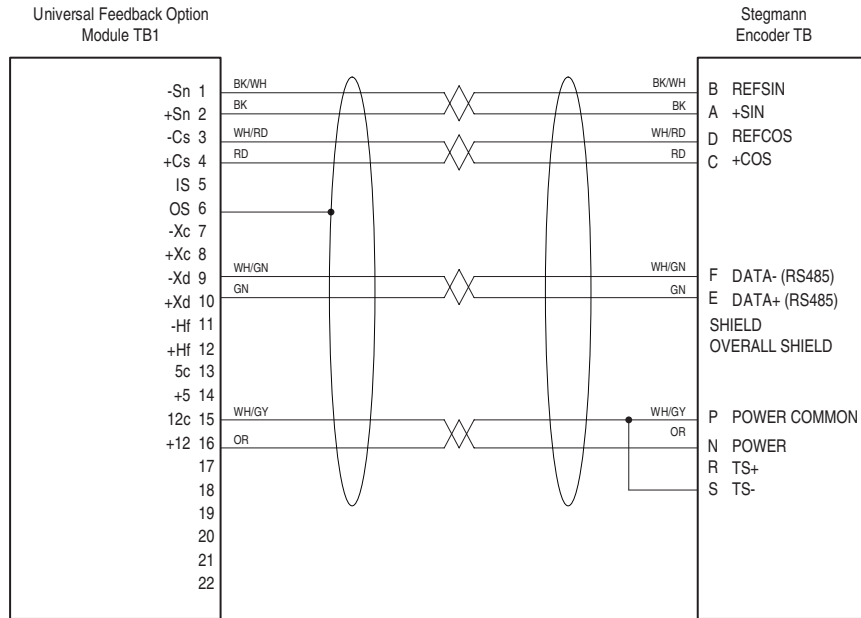 Universal Feedback Option
Module TB1
Stegmann
Encoder TB
-Sn 1
BK/WH
BK/WH
B REFSIN
+Sn 2
BK
BK
A +SIN
-Cs 3
WH/RD
WH/RD
D REFCOS
+Cs 4
RD
RD
C +COS
IS 5
OS 6
-Xc 7
+Xc 8
-Xd 9
WH/GN
WH/GN
F DATA- (RS485)
+Xd 10
GN
GN
E DATA+ (RS485)
-Hf 11
SHIELD
+Hf 12
OVERALL SHIELD
5c 13
+5 14
12c 15
WH/GY
WH/GY
P POWER COMMON
+12 16
OR
OR
N POWER
17
R TS+
18
S TS-
19
20
21
22